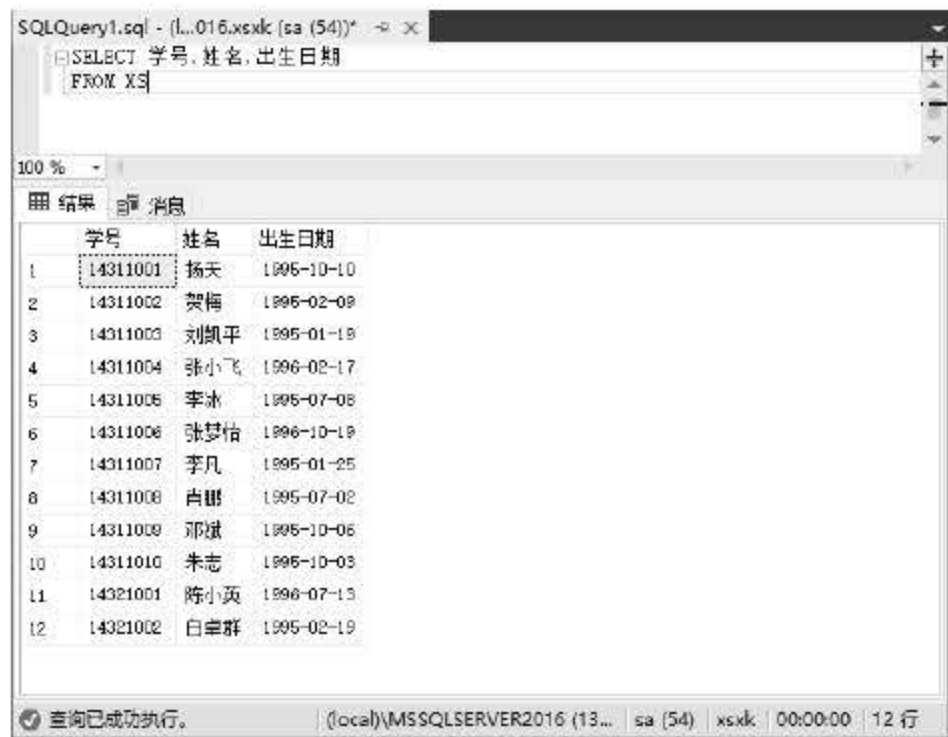 SQLQuery1.sql - (l...016.xsxk (sa (54))*
SELECT 学号,姓名,出生日期
FROM XS
100 %
结果 消息
学号 姓名 出生日期
1 14311001 扬天 1995-10-10
2 14311002 贺梅 1995-02-09
3 14311003 刘凯平 1995-01-19
4 14311004 张小飞 1996-02-17
5 14311005 李冰 1995-07-08
6 14311006 张梦怡 1996-10-19
7 14311007 李凡 1995-01-25
8 14311008 肖鹏 1995-07-02
9 14311009 邓斌 1995-10-06
10 14311010 朱志 1995-10-03
11 14321001 陈小英 1996-07-13
12 14321002 白卓群 1995-02-19
查询已成功执行。 (local)\MSSQLSERVER2016 (13... sa (54) xsxk 00:00:00 12 行